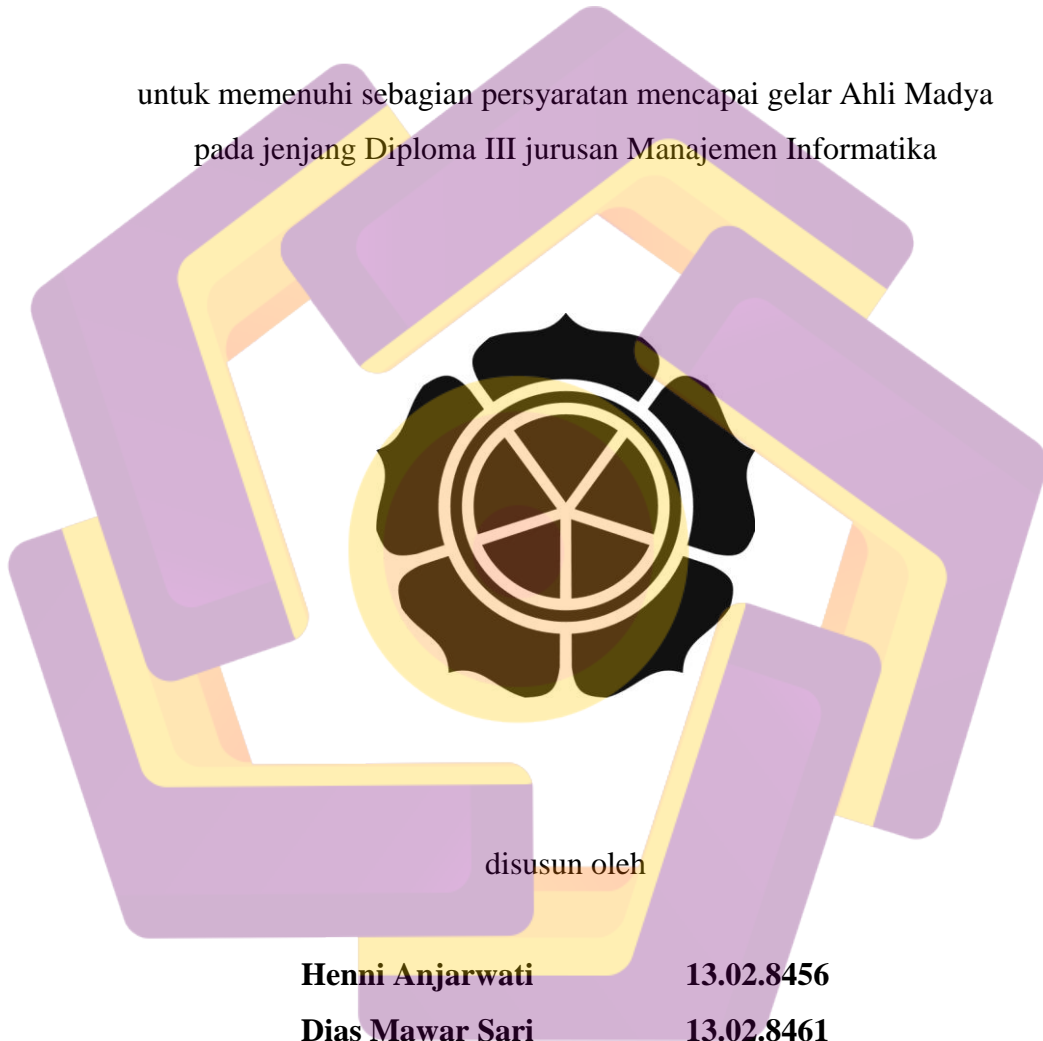 untuk memenuhi sebagian persyaratan mencapai gelar Ahli Madya
pada jenjang Diploma III jurusan Manajemen Informatika
disusun oleh
Henni Anjarwati 13.02.8456
Dias Mawar Sari 13.02.8461